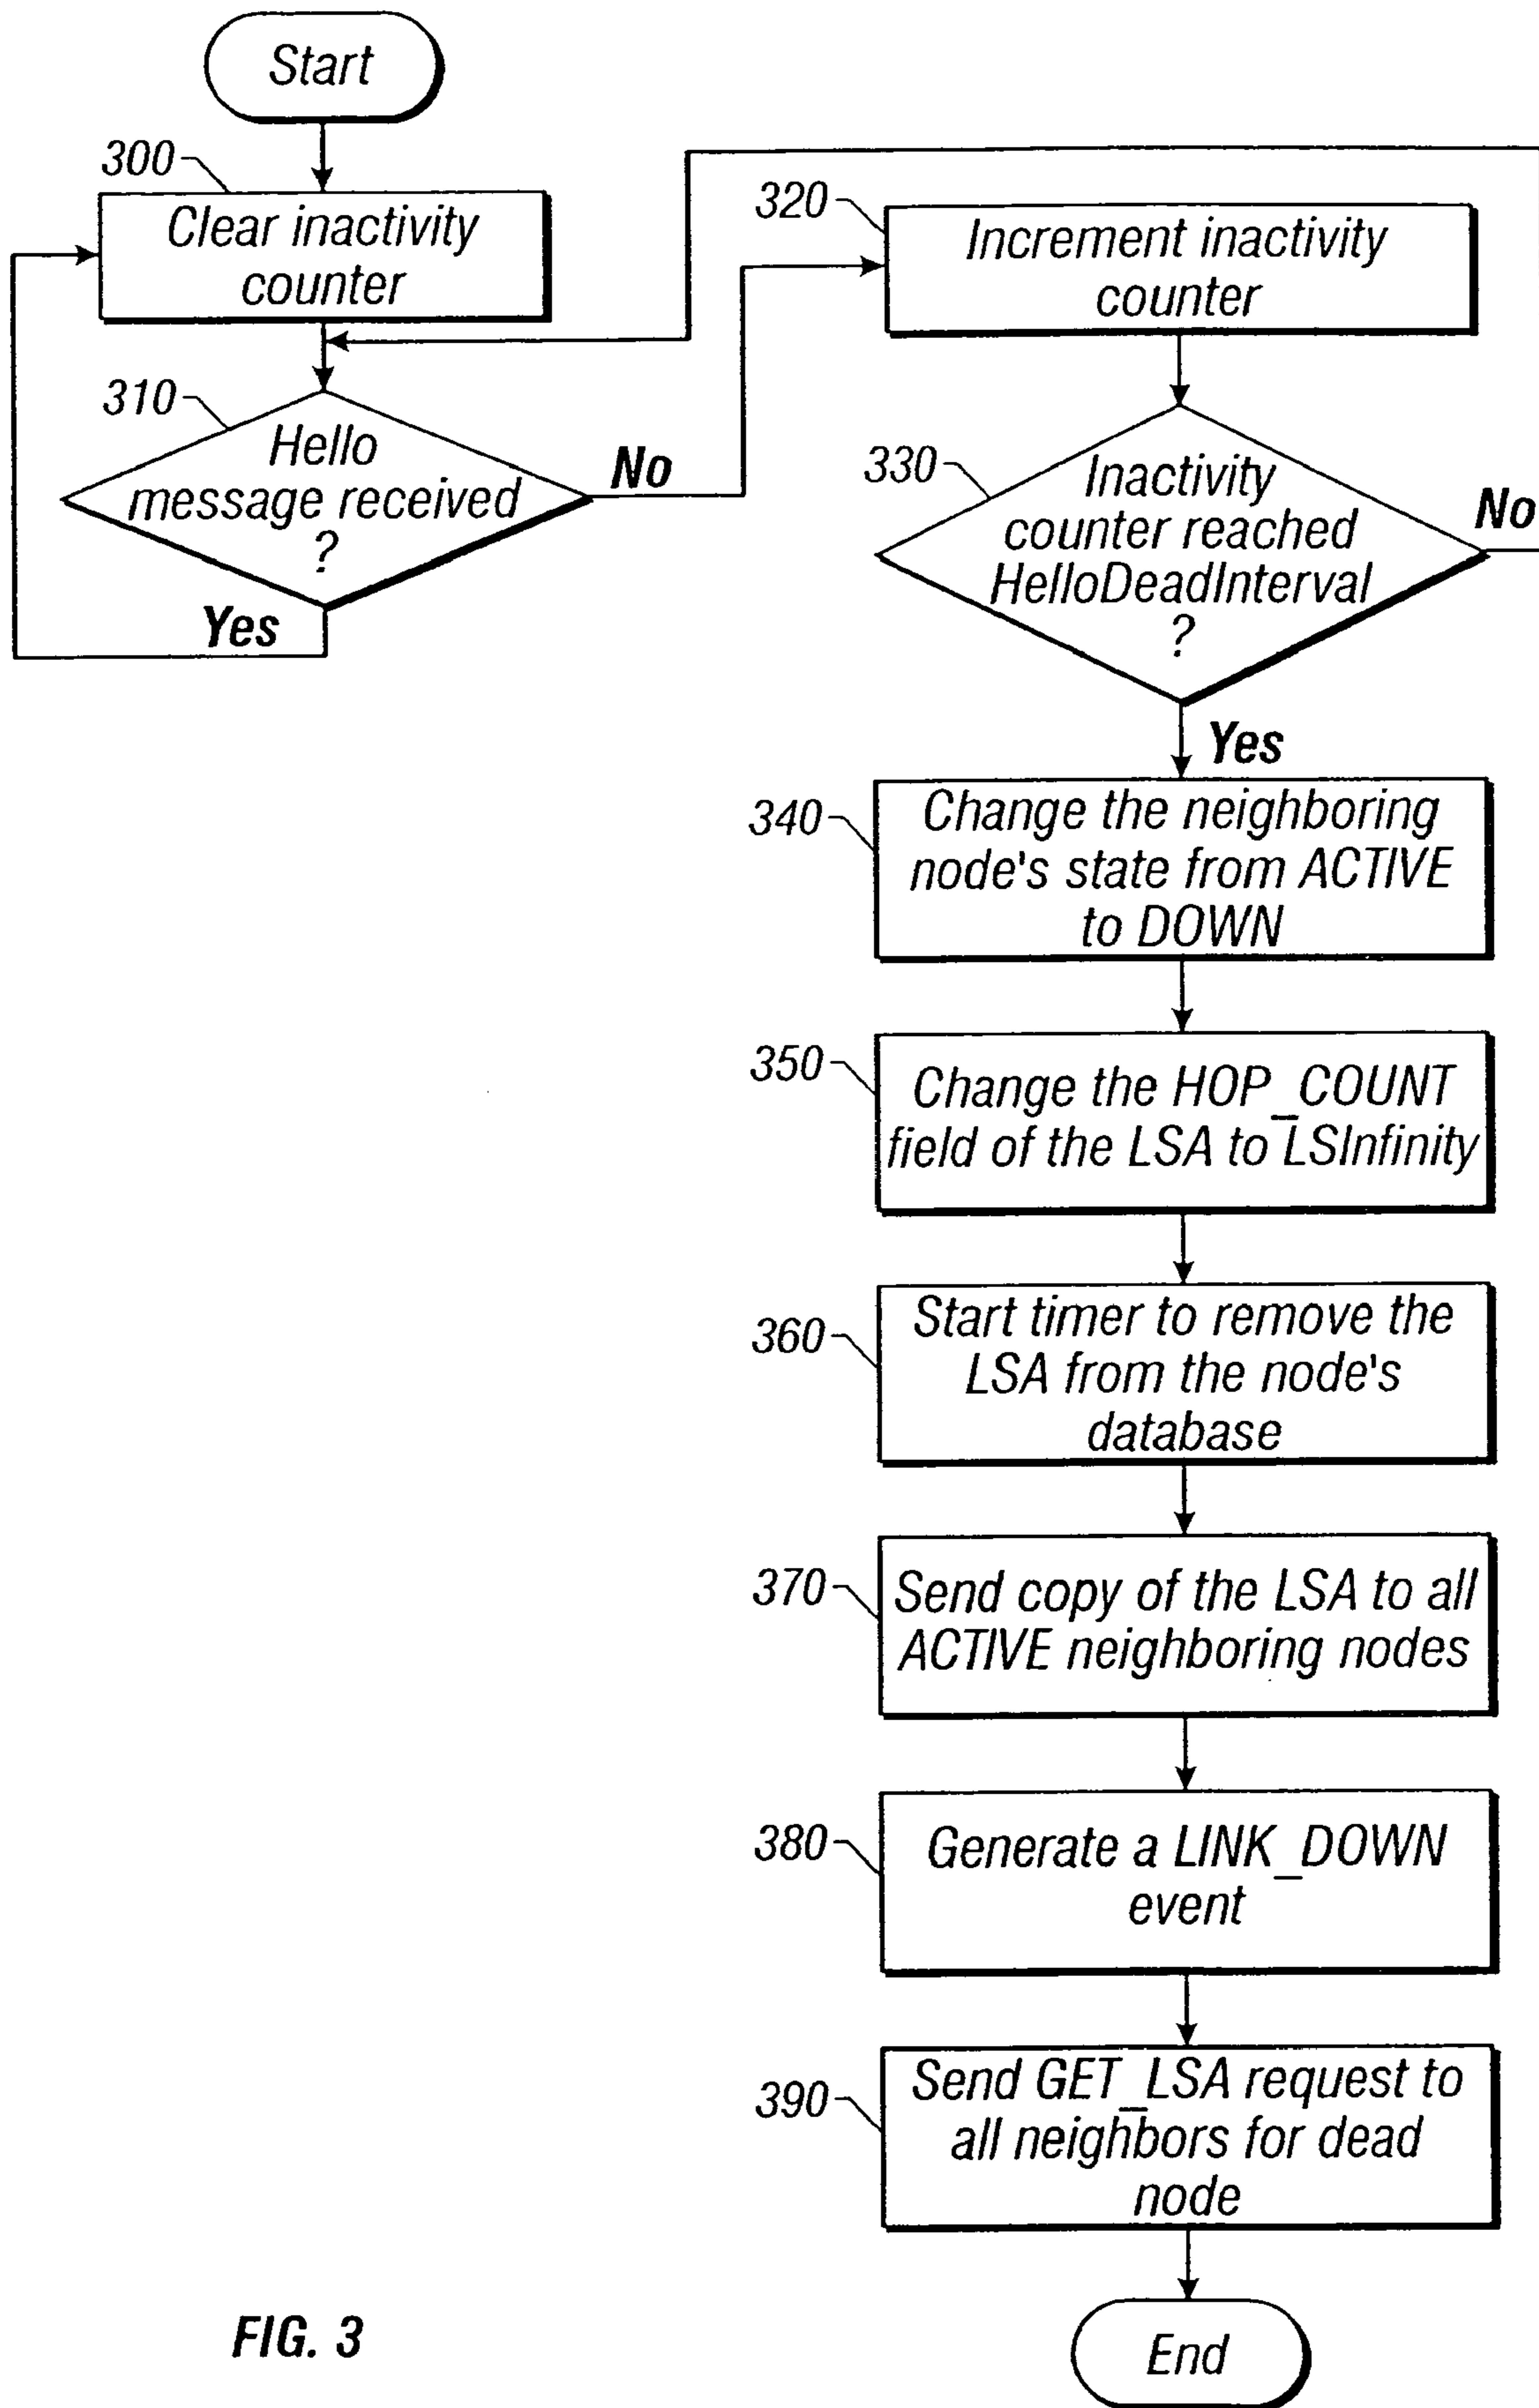 Start
300
Clear inactivity
counter
310
Hello
message received
?
No
Yes
320
Increment inactivity
counter
330
Inactivity
counter reached
HelloDeadInterval
?
No
Yes
340
Change the neighboring
node's state from ACTIVE
to DOWN
350
Change the HOP_COUNT
field of the LSA to LSInfinity
360
Start timer to remove the
LSA from the node's
database
370
Send copy of the LSA to all
ACTIVE neighboring nodes
380
Generate a LINK_DOWN
event
390
Send GET_LSA request to
all neighbors for dead
node
End
FIG. 3